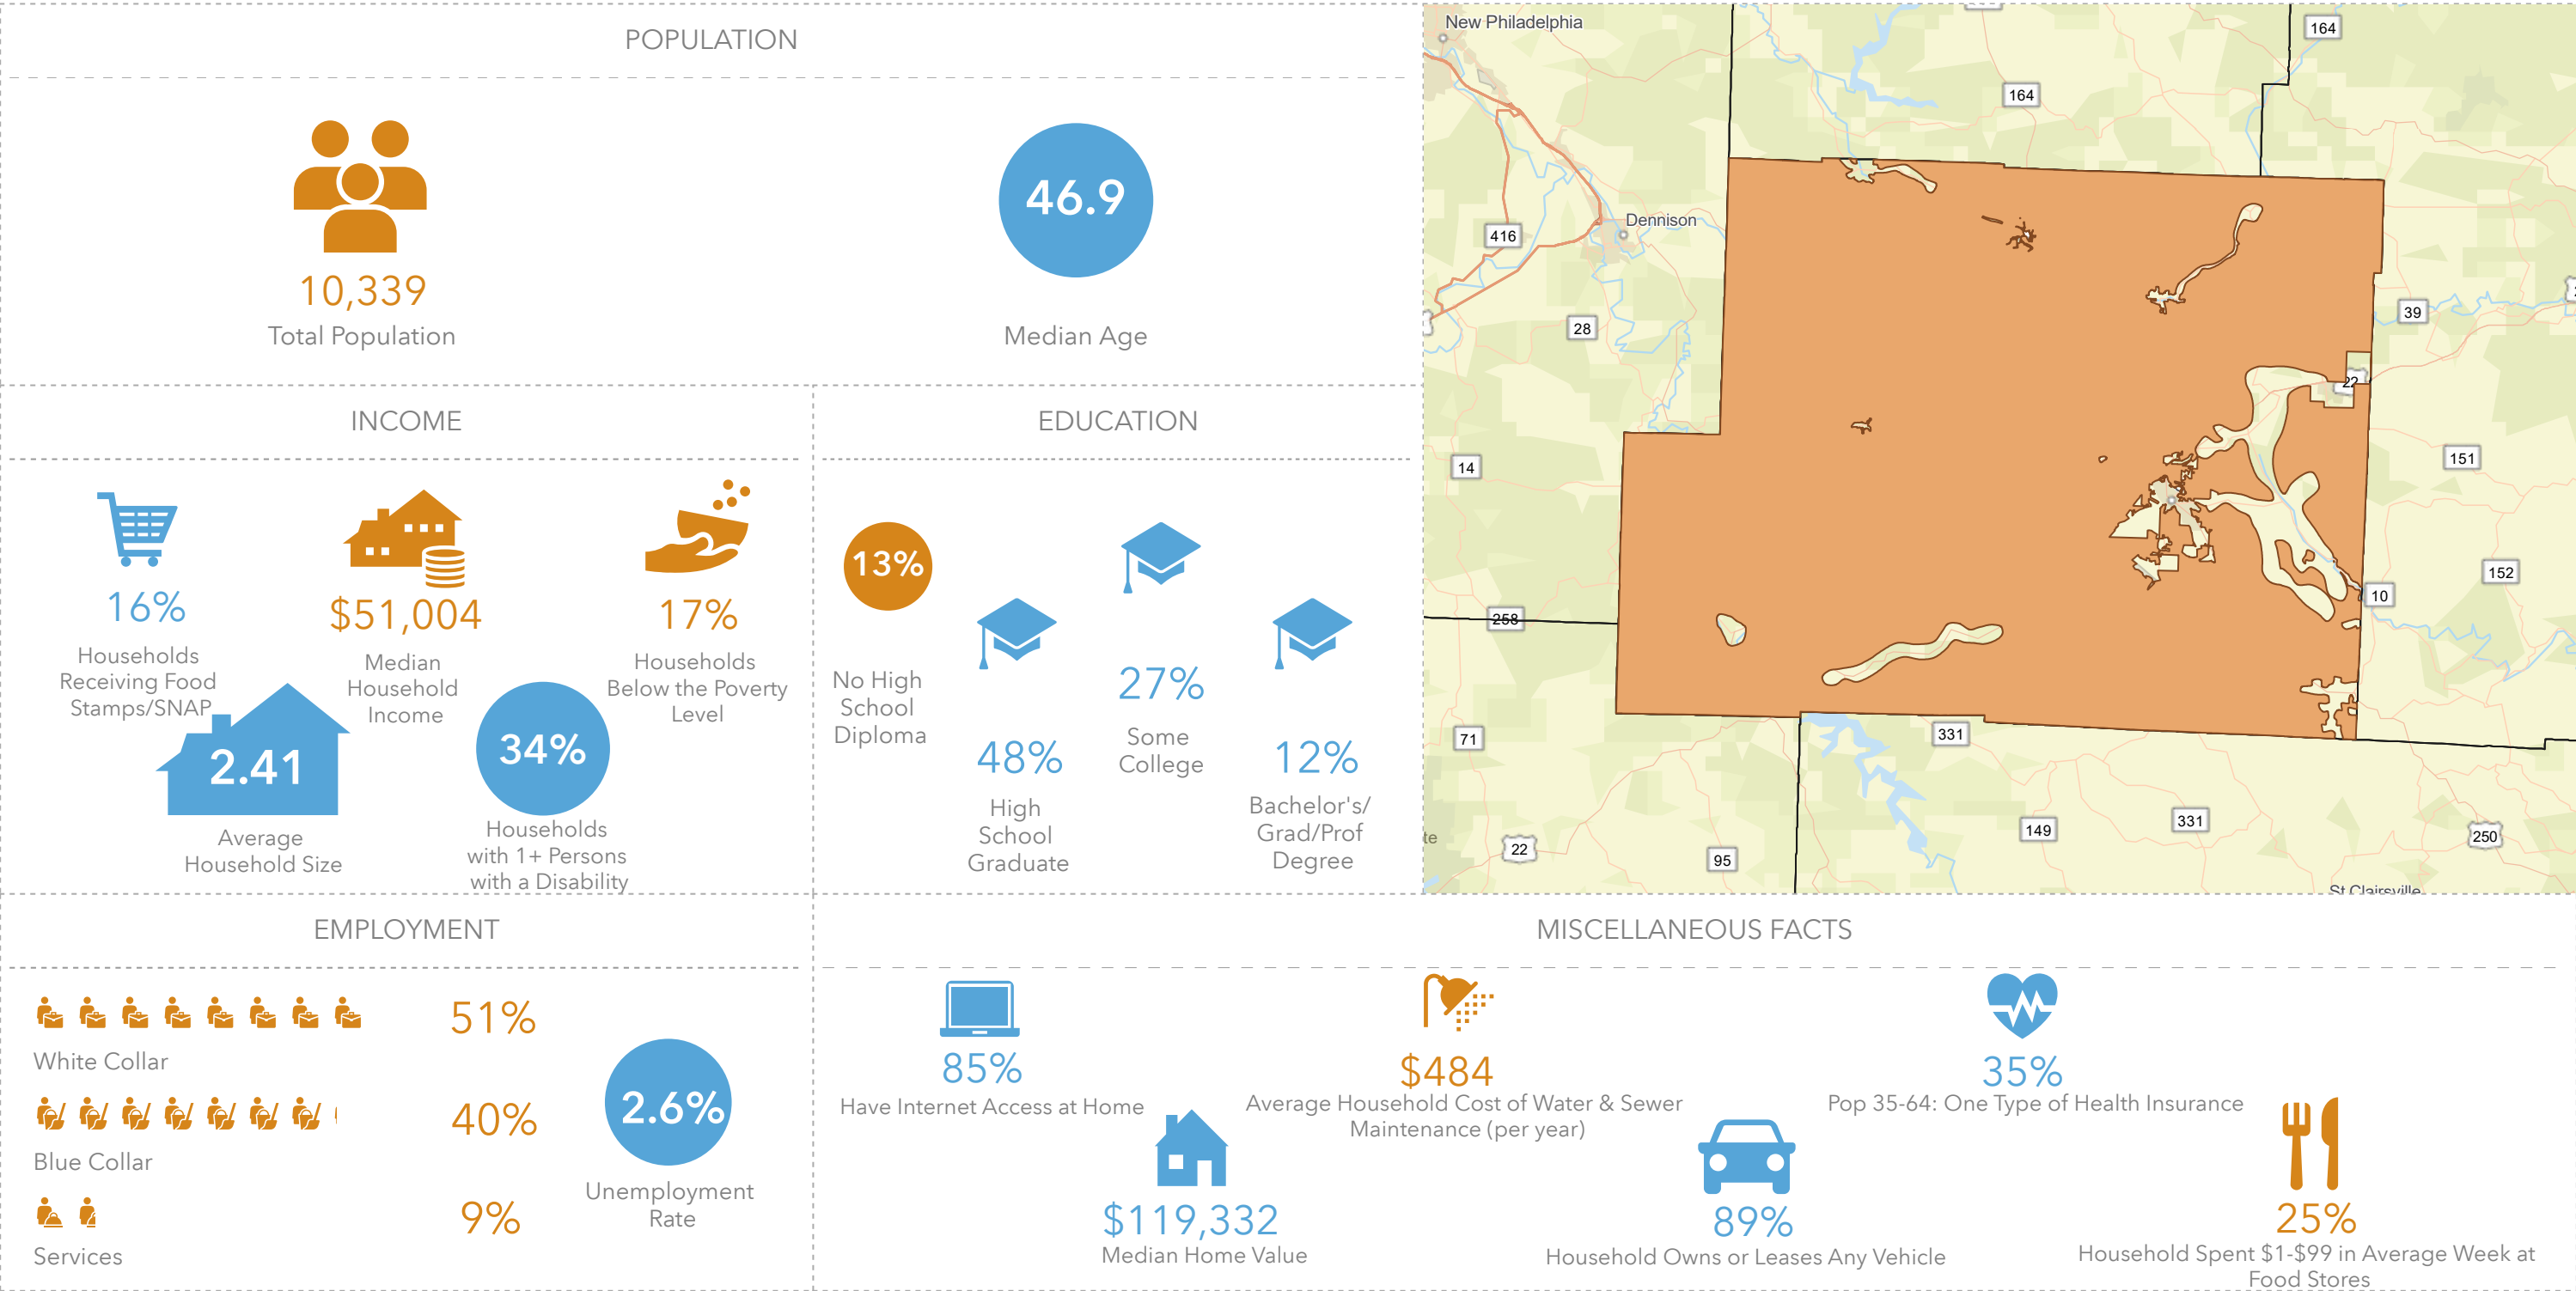 POPULATION
10,339
Total Population
46.9
Median Age
INCOME
16%
Households
Receiving Food
Stamps/SNAP
$51,004
Median
Household
Income
17%
Households
Below the Poverty
Level
2.41
Average
Household Size
34%
Households
with 1+ Persons
with a Disability
EDUCATION
13%
No High
School
Diploma
48%
High
School
Graduate
27%
Some
College
12%
Bachelor's/
Grad/Prof
Degree
New Philadelphia
164
164
Dennison
416
28
39
22
14
151
152
10
258
71
331
149
331
250
22
95
te
St Clairsville
EMPLOYMENT
51%
White Collar
40%
Blue Collar
9%
Services
2.6%
Unemployment
Rate
MISCELLANEOUS FACTS
85%
Have Internet Access at Home
$119,332
Median Home Value
$484
Average Household Cost of Water & Sewer
Maintenance (per year)
89%
Household Owns or Leases Any Vehicle
35%
Pop 35-64: One Type of Health Insurance
25%
Household Spent $1-$99 in Average Week at
Food Stores